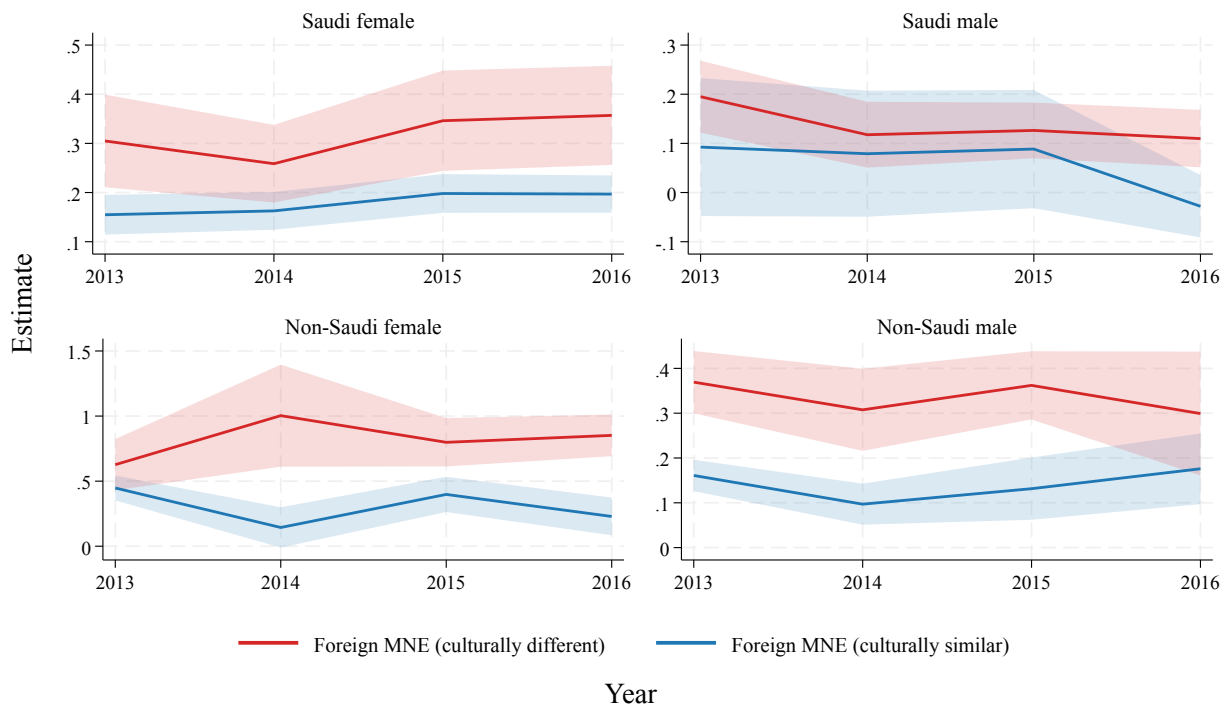 Saudi female
Saudi male
.5
.4
.3
.2
.1
2013 2014 2015 2016
.3
.2
.1
0
-.1
2013 2014 2015 2016
Estimate
Non-Saudi female
Non-Saudi male
1.5
1
.5
0
2013 2014 2015 2016
.4
.3
.2
.1
0
2013 2014 2015 2016
Foreign MNE (culturally different) Foreign MNE (culturally similar)
Year